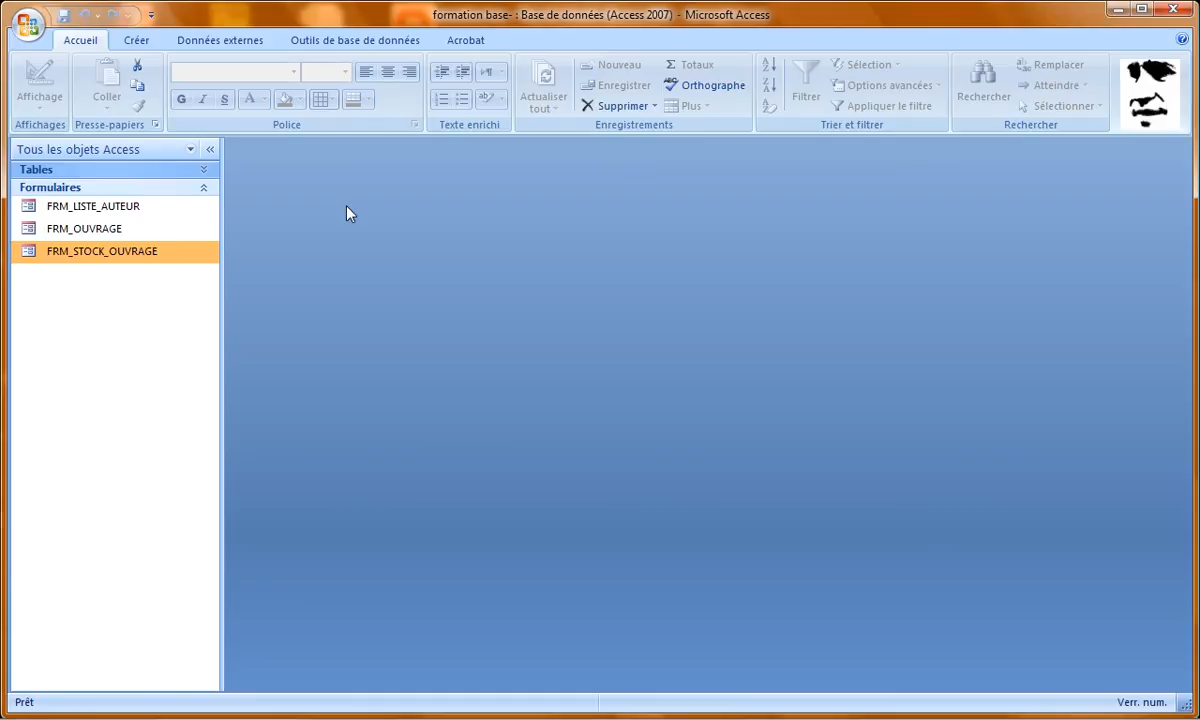 formation base- : Base de données (Access 2007) - Microsoft Access
Accueil Créer Données externes Outils de base de données Acrobat
Affichage Coller G I S Actualiser tout Nouveau Enregistrer Supprimer Σ Totaux Orthographe Plus Filtrer Sélection Options avancées Appliquer le filtre Rechercher Remplacer Atteindre Sélectionner
Affichages Presse-papiers Police Texte enrichi Enregistrements Trier et filtrer Rechercher
Tous les objets Access
Tables
Formulaires
FRM_LISTE_AUTEUR
FRM_OUVRAGE
FRM_STOCK_OUVRAGE
Prêt Verr. num.